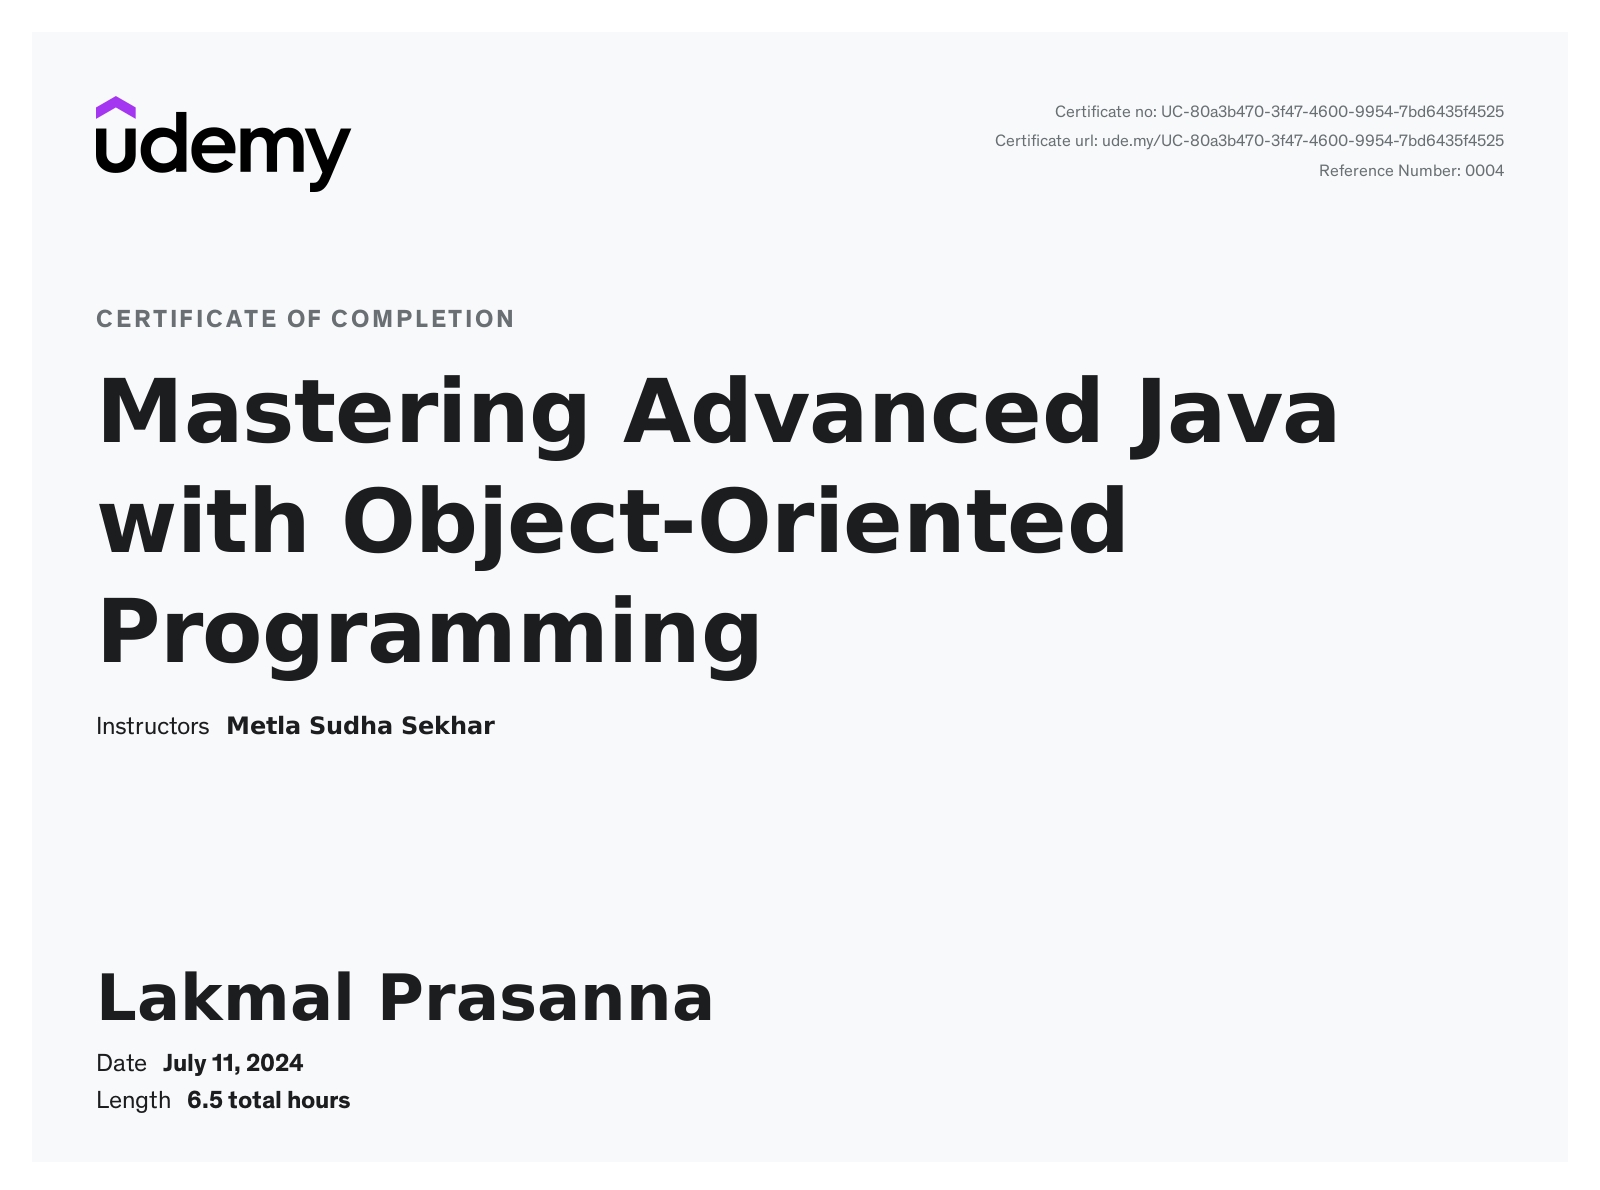 udemy
Certificate no: UC-80a3b470-3f47-4600-9954-7bd6435f4525
Certificate url: ude.my/UC-80a3b470-3f47-4600-9954-7bd6435f4525
Reference Number: 0004
CERTIFICATE OF COMPLETION
Mastering Advanced Java
with Object-Oriented
Programming
Instructors Metla Sudha Sekhar
Lakmal Prasanna
Date July 11, 2024
Length 6.5 total hours